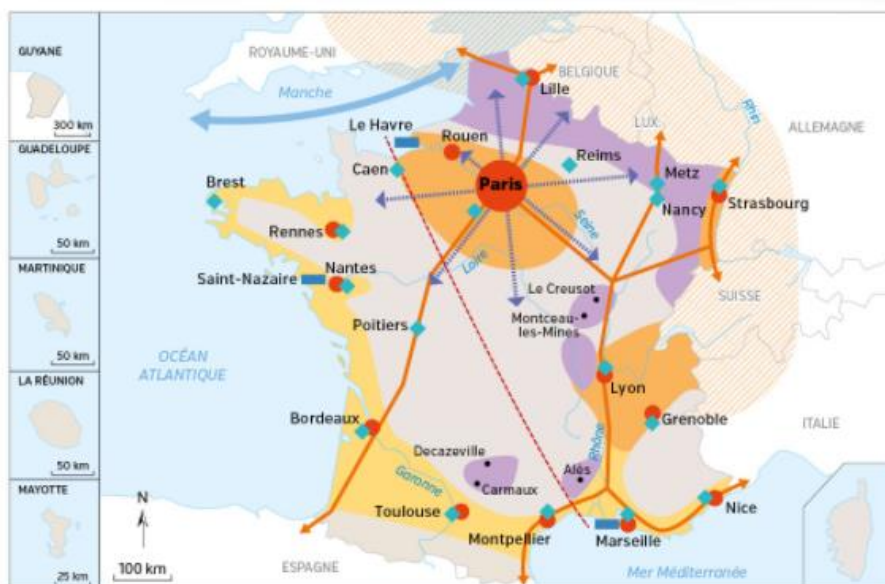 GUYANE
300 km
GUADELOUPE
50 km
MARTINIQUE
50 km
LA RÉUNION
50 km
MAYOTTE
25 km
ROYAUME-UNI
BELGIQUE
Manche
Lille
LUX.
Rhin
ALLEMAGNE
Le Havre
Rouen
Caen
Reims
Metz
Paris
Brest
Nancy
Strasbourg
Rennes
Seine
Loire
Nantes
Saint-Nazaire
Le Creusot
SUISSE
Montceau-
les-Mines
Poitiers
OCÉAN
ATLANTIQUE
Lyon
Bordeaux
Grenoble
ITALIE
Rhône
Decazeville
Garonne
Alès
Carmaux
Toulouse
Nice
Montpellier
Marseille
N
100 km
ESPAGNE
Mer Méditerranée